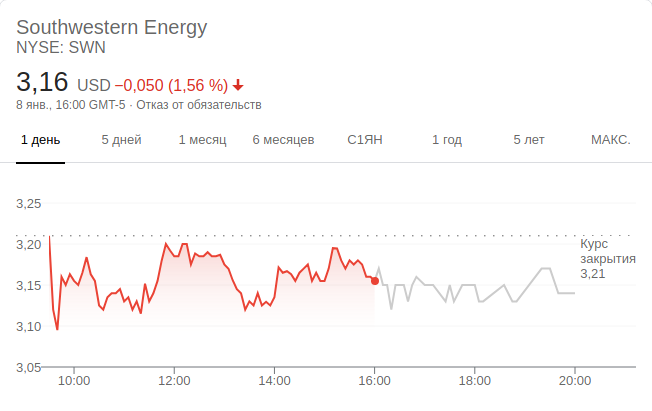 Southwestern Energy
NYSE: SWN
3,16 USD −0,050 (1,56 %)
8 янв., 16:00 GMT-5 · Отказ от обязательств
1 день 5 дней 1 месяц 6 месяцев С1ЯН 1 год 5 лет МАКС.
3,25
3,20
3,15
3,10
3,05
Курс
закрытия
3,21
10:00 12:00 14:00 16:00 18:00 20:00